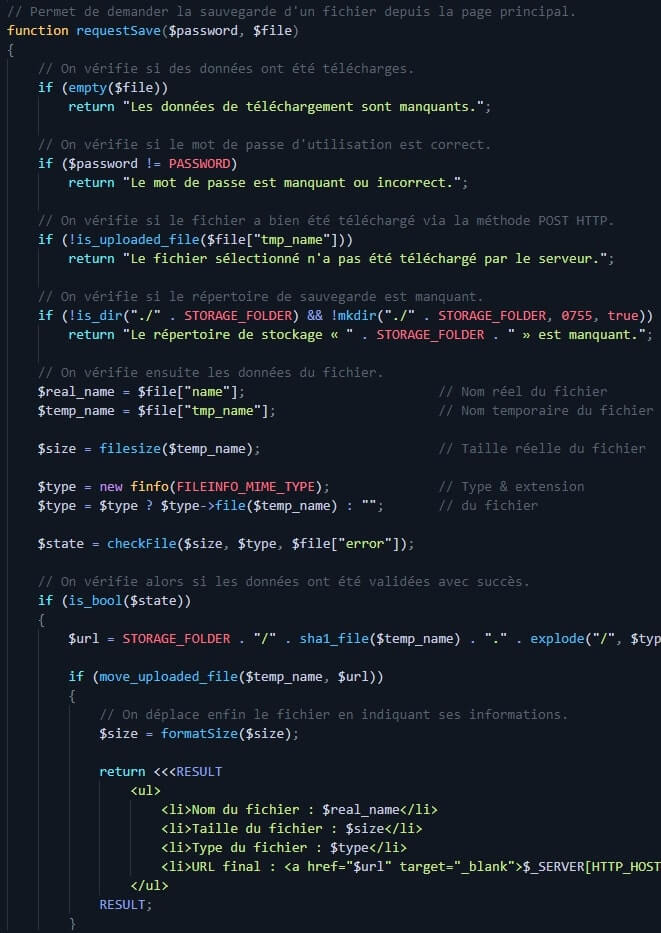 // Permet de demander la sauvegarde d'un fichier depuis la page principal.
function requestSave($password, $file)
{
// On vérifie si des données ont été télécharges.
if (empty($file))
return "Les données de téléchargement sont manquants.";
// On vérifie si le mot de passe d'utilisation est correct.
if ($password != PASSWORD)
return "Le mot de passe est manquant ou incorrect.";
// On vérifie si le fichier a bien été téléchargé via la méthode POST HTTP.
if (!is_uploaded_file($file["tmp_name"]))
return "Le fichier sélectionné n'a pas été téléchargé par le serveur.";
// On vérifie si le répertoire de sauvegarde est manquant.
if (!is_dir("./" . STORAGE_FOLDER) && !mkdir("./" . STORAGE_FOLDER, 0755, true))
return "Le répertoire de stockage « " . STORAGE_FOLDER . " » est manquant.";
// On vérifie ensuite les données du fichier.
$real_name = $file["name"]; // Nom réel du fichier
$temp_name = $file["tmp_name"]; // Nom temporaire du fichier
$size = filesize($temp_name); // Taille réelle du fichier
$type = new finfo(FILEINFO_MIME_TYPE); // Type & extension
$type = $type ? $type->file($temp_name) : ""; // du fichier
$state = checkFile($size, $type, $file["error"]);
// On vérifie alors si les données ont été validées avec succès.
if (is_bool($state))
{
$url = STORAGE_FOLDER . "/" . sha1_file($temp_name) . "." . explode("/", $typ
if (move_uploaded_file($temp_name, $url))
{
// On déplace enfin le fichier en indiquant ses informations.
$size = formatSize($size);
return <<<RESULT
<ul>
<li>Nom du fichier : $real_name</li>
<li>Taille du fichier : $size</li>
<li>Type du fichier : $type</li>
<li>URL final : <a href="$url" target="_blank">$_SERVER[HTTP_HOST
</ul>
RESULT;
}